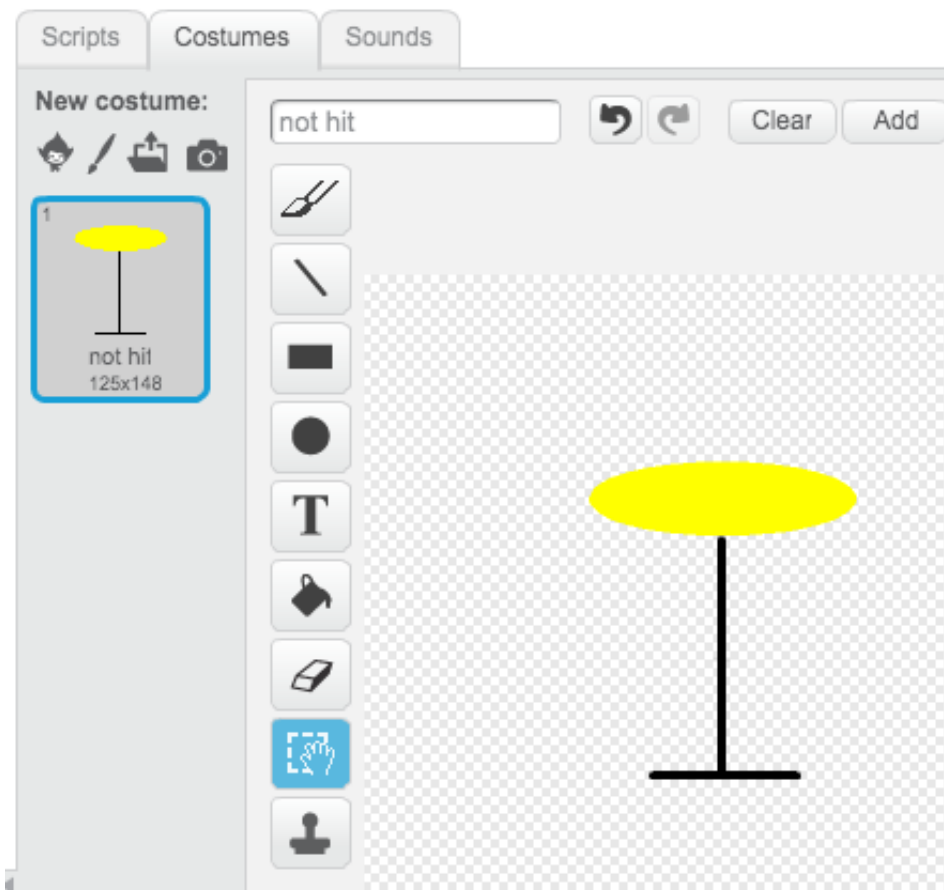 Scripts Costumes Sounds
New costume:
not hit
Clear Add
1
not hit
125x148
T